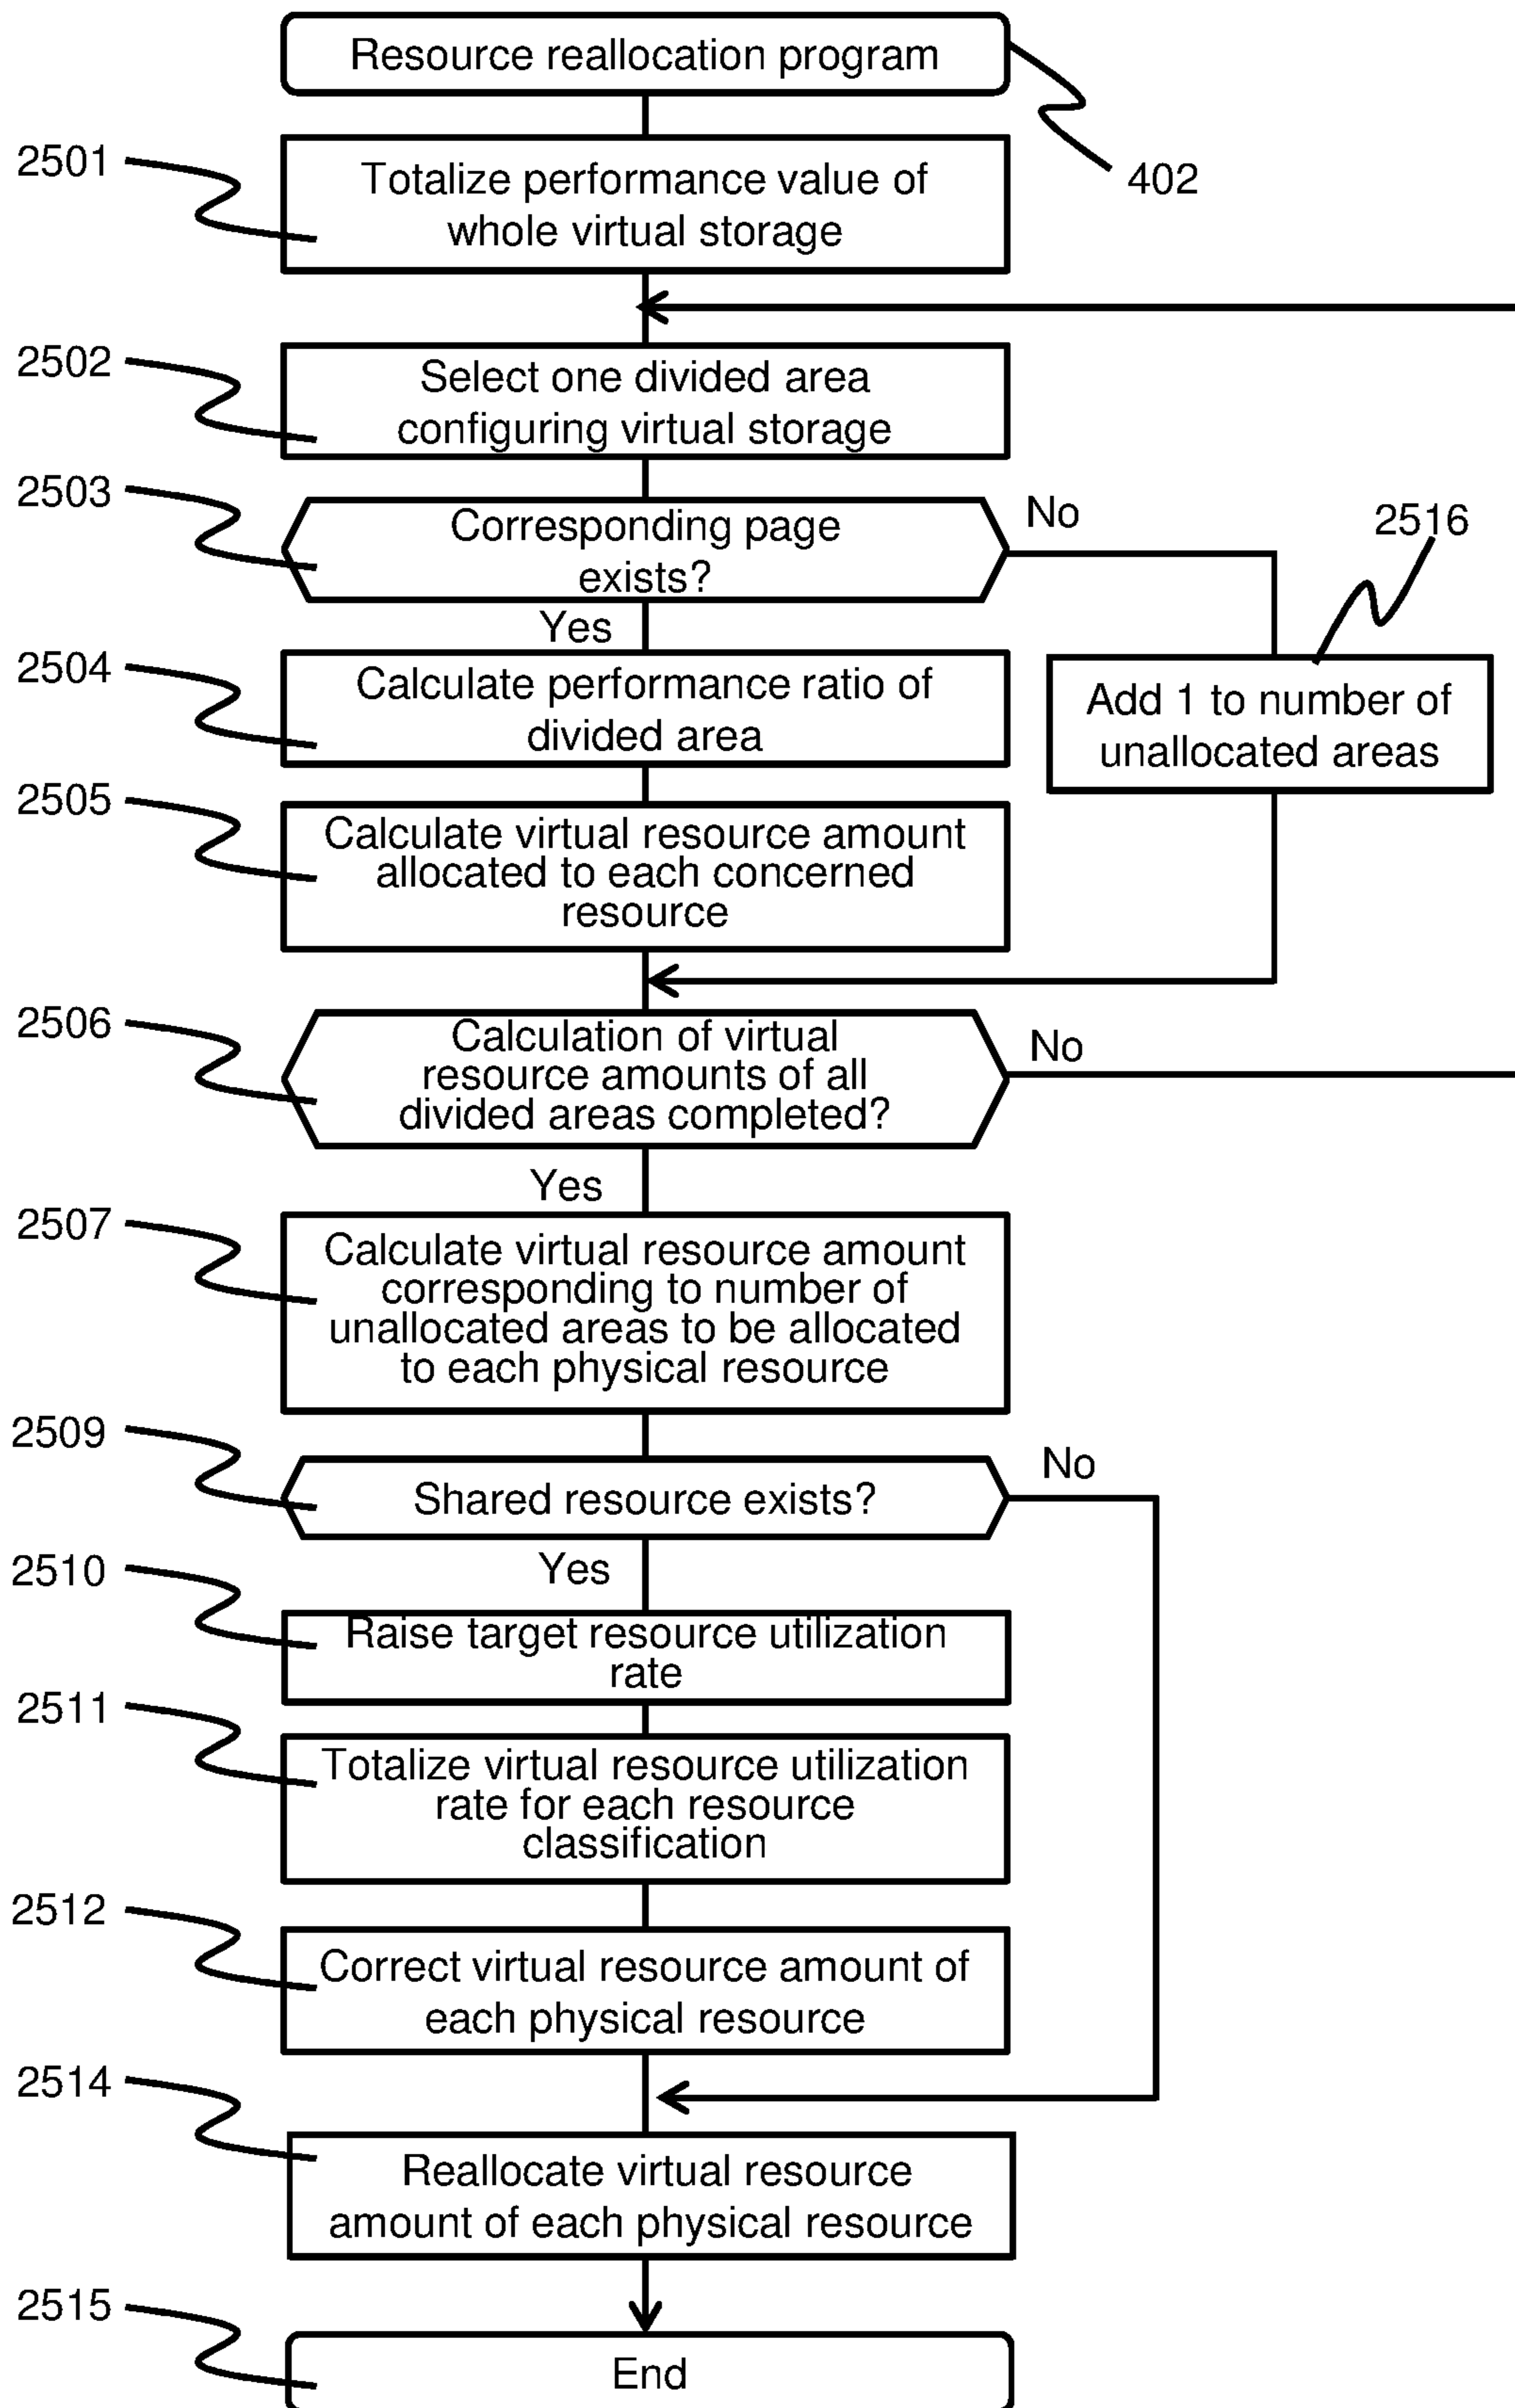 Resource reallocation program
402
2501
Totalize performance value of
whole virtual storage
2502
Select one divided area
configuring virtual storage
2503
Corresponding page
exists?
No
Yes
2516
Add 1 to number of
unallocated areas
2504
Calculate performance ratio of
divided area
2505
Calculate virtual resource amount
allocated to each concerned
resource
2506
Calculation of virtual
resource amounts of all
divided areas completed?
No
Yes
2507
Calculate virtual resource amount
corresponding to number of
unallocated areas to be allocated
to each physical resource
2509
Shared resource exists?
No
Yes
2510
Raise target resource utilization
rate
2511
Totalize virtual resource utilization
rate for each resource
classification
2512
Correct virtual resource amount of
each physical resource
2514
Reallocate virtual resource
amount of each physical resource
2515
End